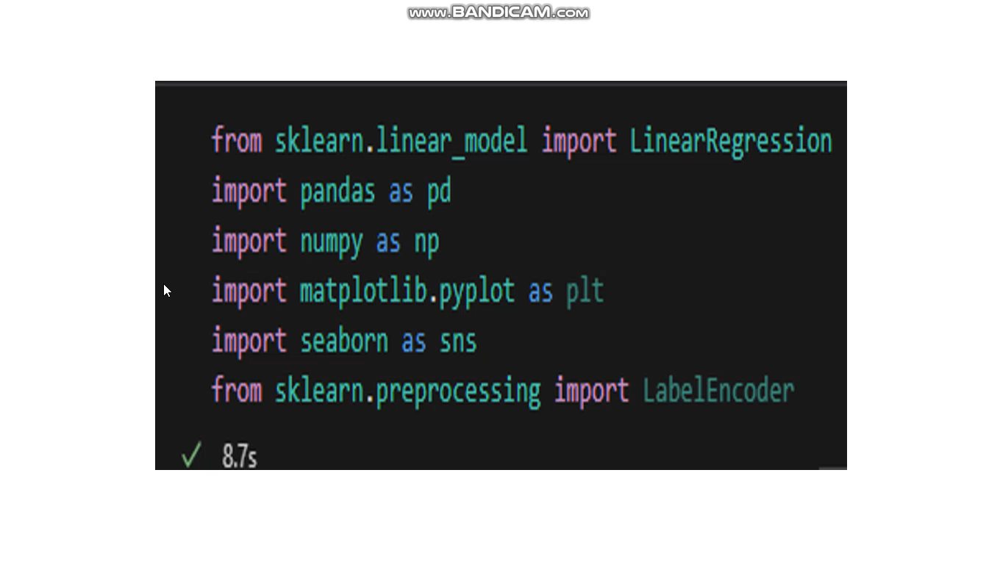 www.BANDICAM.com
from sklearn.linear_model import LinearRegression
import pandas as pd
import numpy as np
import matplotlib.pyplot as plt
import seaborn as sns
from sklearn.preprocessing import LabelEncoder
✓ 8.7s